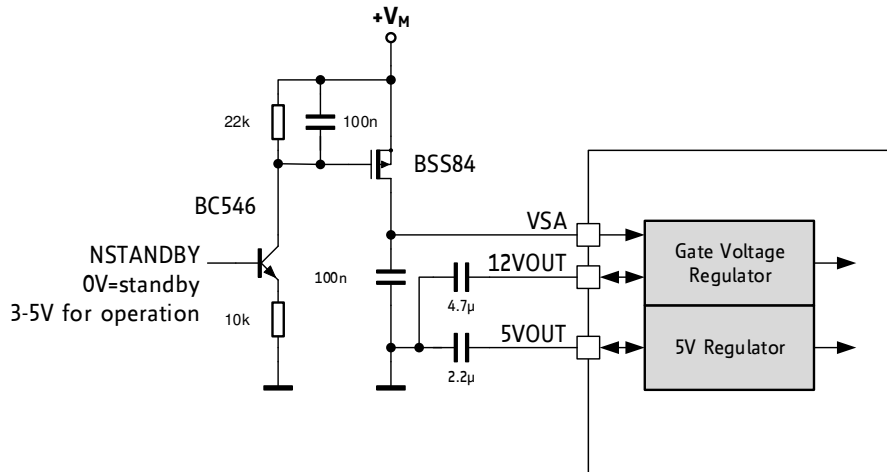 +VM
22k
100n
BSS84
BC546
VSA
NSTANDBY
0V=standby
3-5V for operation
100n
12VOUT
Gate Voltage
Regulator
4.7µ
10k
5VOUT
5V Regulator
2.2µ